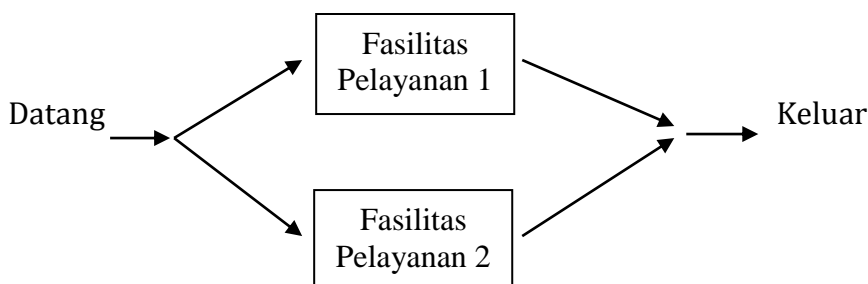 Fasilitas
Pelayanan 1
Datang
Keluar
Fasilitas
Pelayanan 2